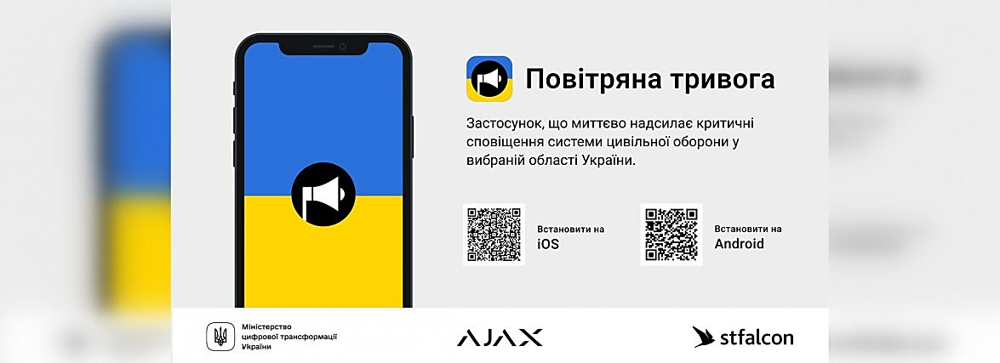 Повітряна тривога
Застосунок, що миттєво надсилає критичні
сповіщення системи цивільної оборони у
вибраній області України.
Встановити на
iOS
Встановити на
Android
Міністерство
цифрової трансформації
України
AJAX
stfalcon